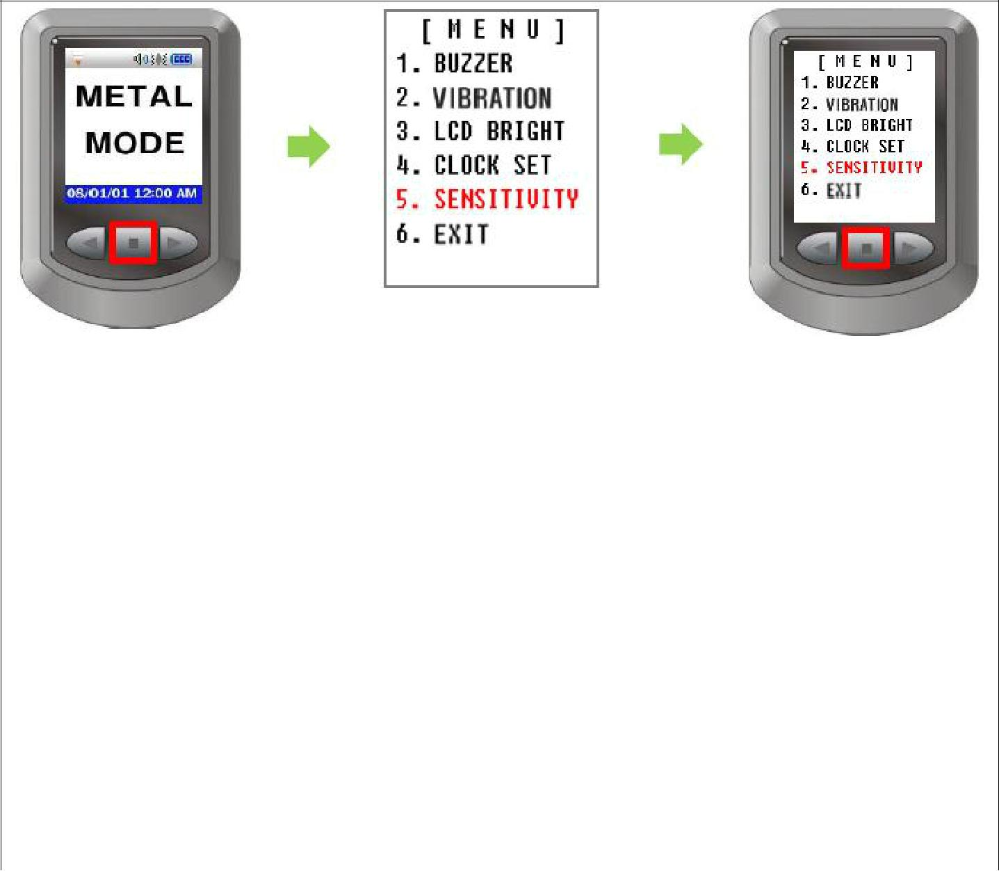 METAL
MODE
08/01/01 12:00 AM
[ M E N U ]
1. BUZZER
2. VIBRATION
3. LCD BRIGHT
4. CLOCK SET
5. SENSITIVITY
6. EXIT
[ M E N U ]
1. BUZZER
2. VIBRATION
3. LCD BRIGHT
4. CLOCK SET
5. SENSITIVITY
6. EXIT